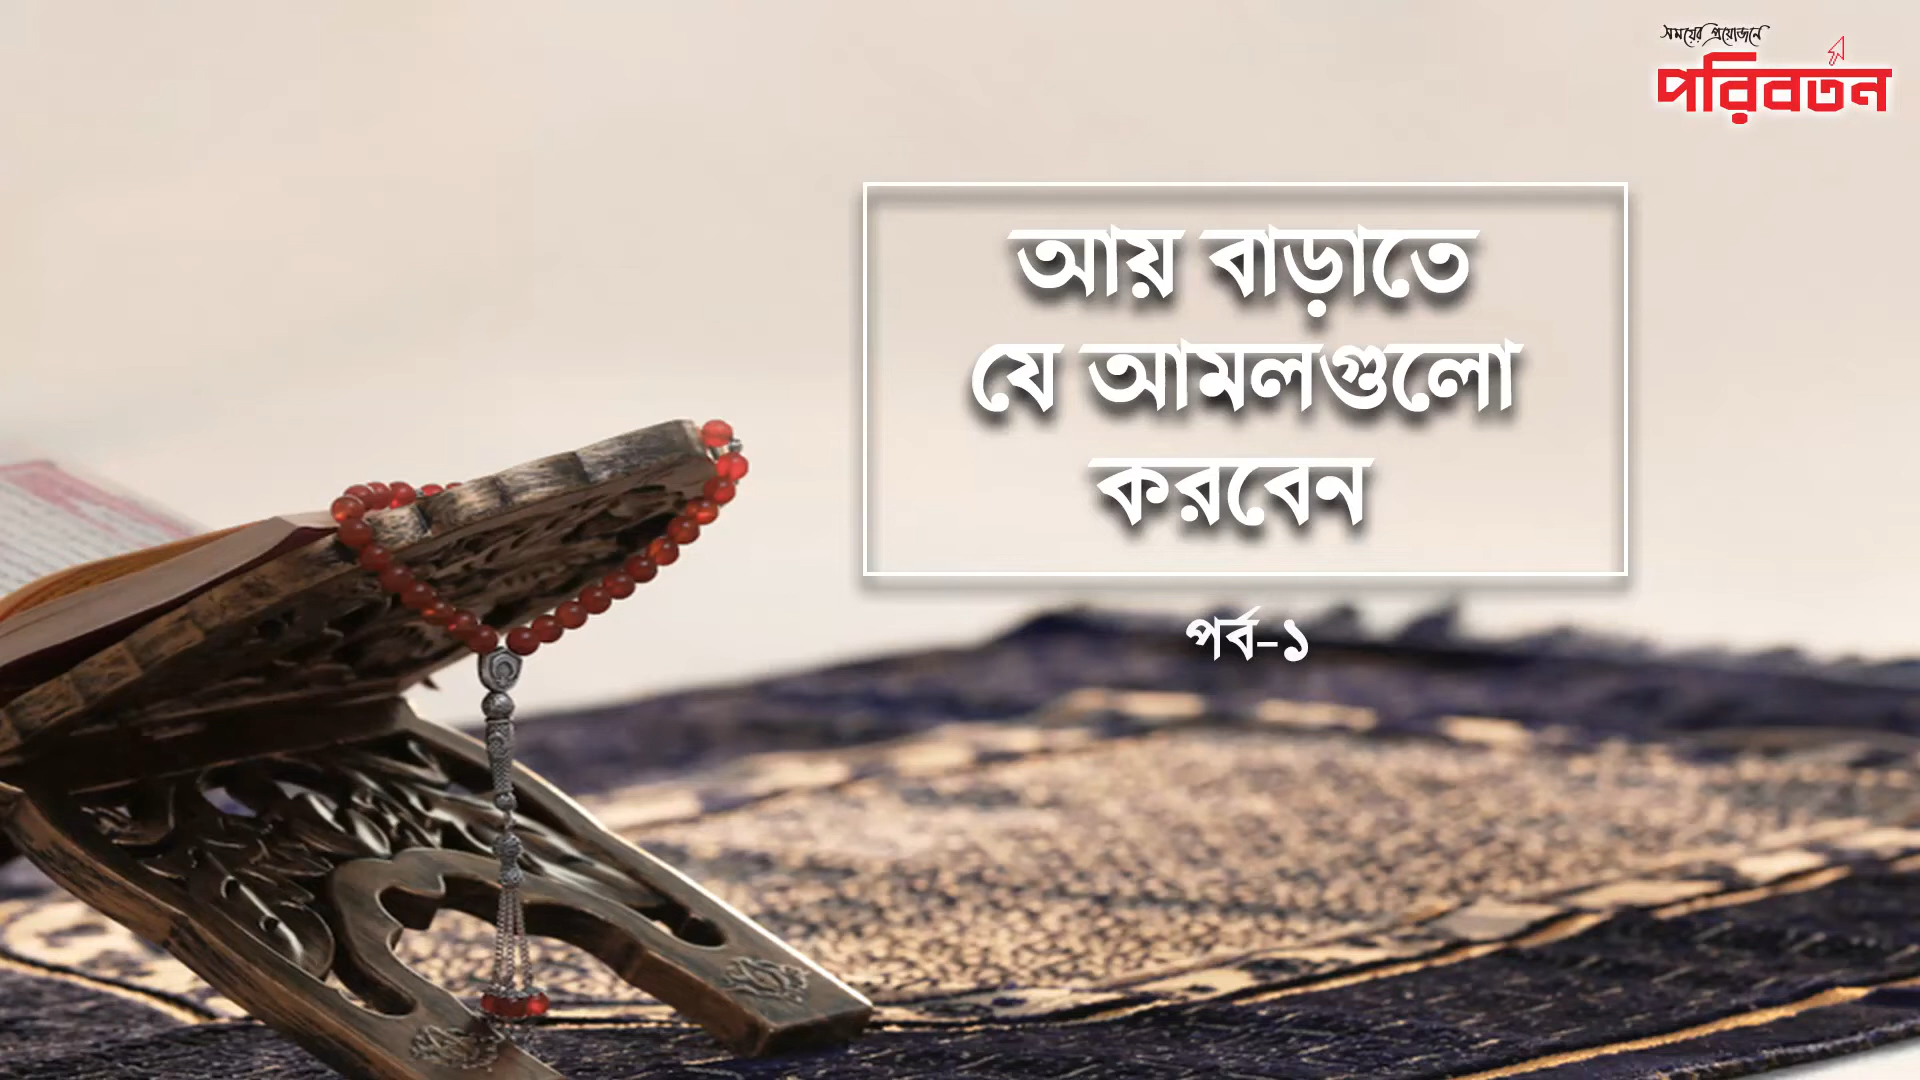 সময়ের প্রয়োজনে
পরিবর্তন
আয় বাড়াতে
যে আমলগুলো
করবেন
পর্ব-১